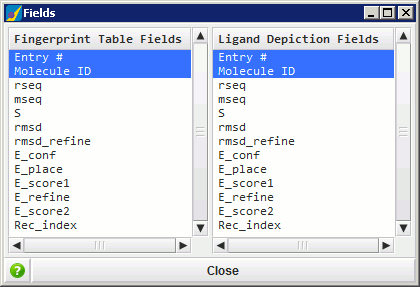 Fields
Fingerprint Table Fields
Entry #
Molecule ID
rseq
mseq
S
rmsd
rmsd_refine
E_conf
E_place
E_score1
E_refine
E_score2
Rec_index
Ligand Depiction Fields
Entry #
Molecule ID
rseq
mseq
S
rmsd
rmsd_refine
E_conf
E_place
E_score1
E_refine
E_score2
Rec_index
?
Close